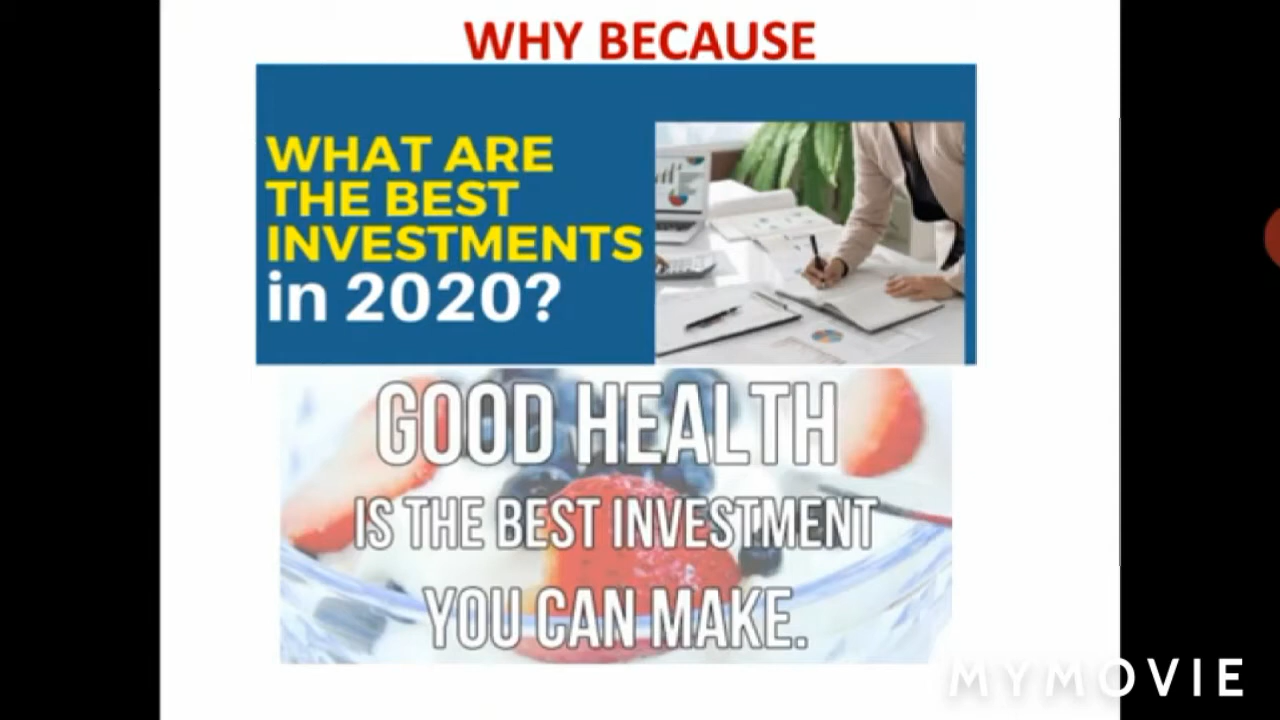 WHY BECAUSE
WHAT ARE
THE BEST
INVESTMENTS
in 2020?
GOOD HEALTH
IS THE BEST INVESTMENT
YOU CAN MAKE.
MYMOVIE